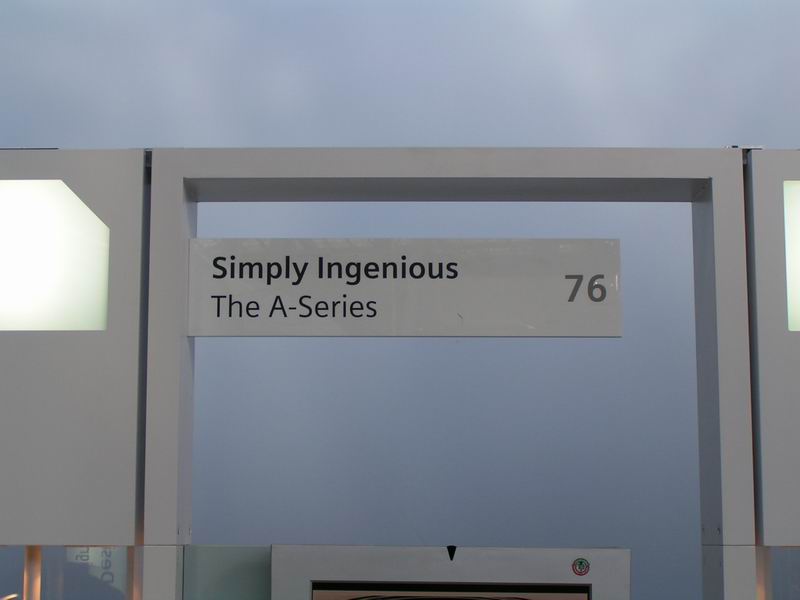 Simply Ingenious
The A-Series
76